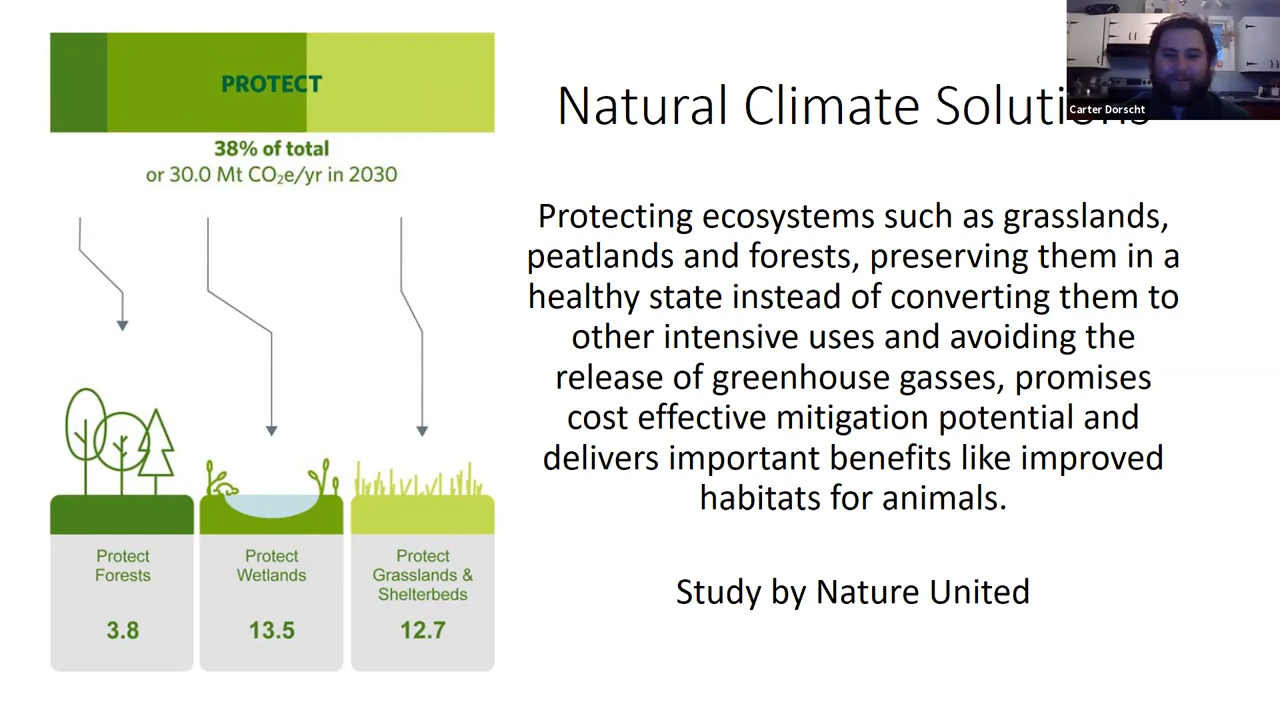 PROTECT
38% of total
or 30.0 Mt CO₂e/yr in 2030
Protect
Forests
3.8
Protect
Wetlands
13.5
Protect
Grasslands &
Shelterbeds
12.7
Natural Climate Solutions
Protecting ecosystems such as grasslands,
peatlands and forests, preserving them in a
healthy state instead of converting them to
other intensive uses and avoiding the
release of greenhouse gasses, promises
cost effective mitigation potential and
delivers important benefits like improved
habitats for animals.
Study by Nature United
Carter Dorscht